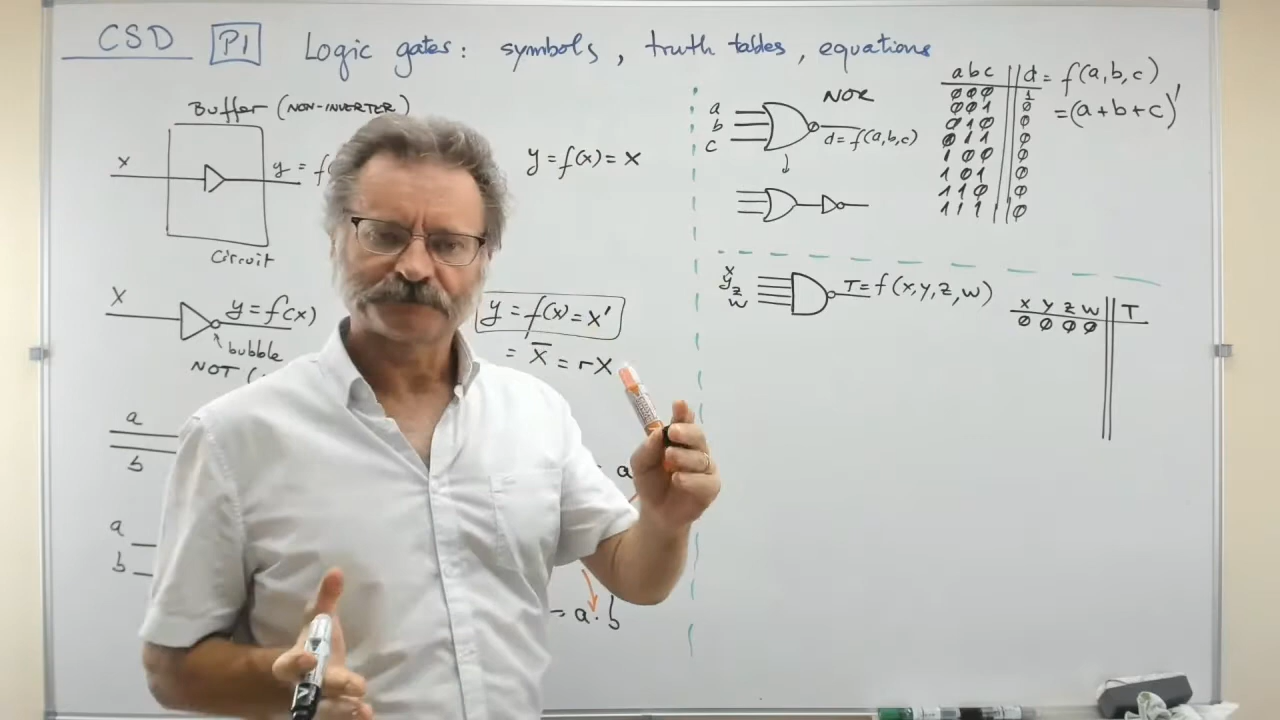 CSD P1 Logic gates: symbols, truth tables, equations
Buffer (NON-INVERTER)
x
y = f(
y = f(x) = x
Circuit
X
y = f(x)
bubble
NOT (
y = f(x) = x'
= x̅ = ⌐x
a
b
a
a
b
= a·b
NOR
a
b
c
d=f(a,b,c)
a b c d = f(a,b,c)
0 0 0 1
= (a+b+c)'
0 0 1 0
0 1 0 0
0 1 1 0
1 0 0 0
1 0 1 0
1 1 0 0
1 1 1 0
x
y
z
w
T = f(x,y,z,w)
x y z w T
0 0 0 0